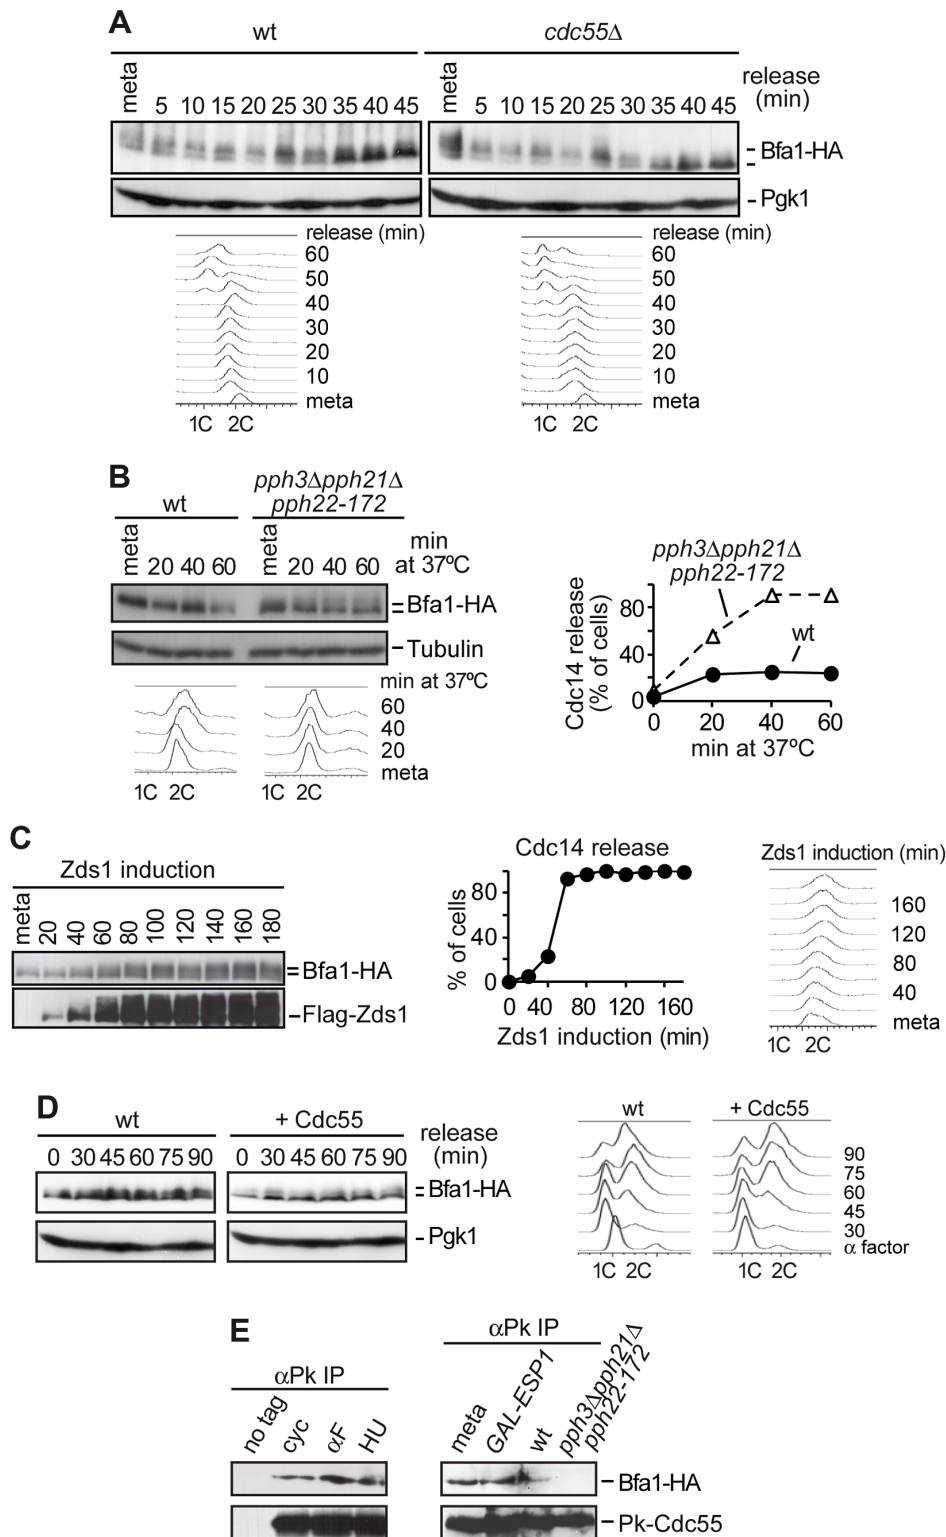 A
wt cdc55Δ
meta 5 10 15 20 25 30 35 40 45 meta 5 10 15 20 25 30 35 40 45 release (min)
Bfa1-HA
Pgk1
release (min) release (min)
60 60
50 50
40 40
30 30
20 20
10 10
meta meta
1C 2C 1C 2C
B
wt pph3Δpph21Δ pph22-172
meta 20 40 60 meta 20 40 60 min at 37ºC
Bfa1-HA
Tubulin
min at 37ºC
60
40
20
meta
1C 2C 1C 2C
pph3Δpph21Δ
pph22-172
wt
Cdc14 release
(% of cells)
80
40
0
0 20 40 60
min at 37ºC
C
Zds1 induction
meta 20 40 60 80 100 120 140 160 180
Bfa1-HA
Flag-Zds1
Cdc14 release
% of cells
80
40
0
0 40 80 120 160
Zds1 induction (min)
Zds1 induction (min)
160
120
80
40
meta
1C 2C
D
wt + Cdc55
0 30 45 60 75 90 0 30 45 60 75 90 release (min)
Bfa1-HA
Pgk1
wt + Cdc55
90
75
60
45
30
α factor
1C 2C 1C 2C
E
αPk IP
no tag cyc αF HU
αPk IP
meta GAL-ESP1 wt pph3Δpph21Δ pph22-172
Bfa1-HA
Pk-Cdc55